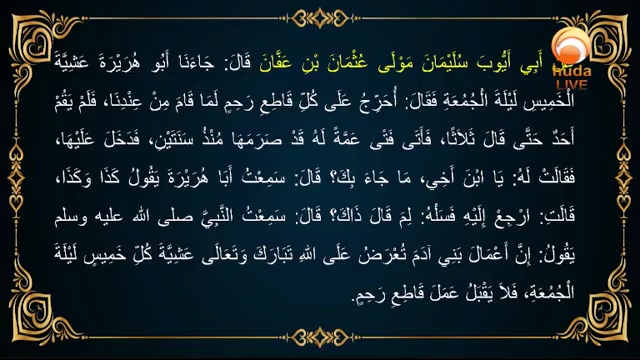 عَنْ أَبِي أَيُّوبَ سُلَيْمَانَ مَوْلَى عُثْمَانَ بْنِ عَفَّانَ قَالَ: جَاءَنَا أَبُو هُرَيْرَةَ عَشِيَّةَ
الْخَمِيسِ لَيْلَةَ الْجُمُعَةِ فَقَالَ: أُحَرِّجُ عَلَى كُلِّ قَاطِعِ رَحِمٍ لَمَا قَامَ مِنْ عِنْدِنَا، فَلَمْ يَقُمْ
أَحَدٌ حَتَّى قَالَ ثَلاَثًا، فَأَتَى فَتًى عَمَّةً لَهُ قَدْ صَرَمَهَا مُنْذُ سَنَتَيْنِ، فَدَخَلَ عَلَيْهَا،
فَقَالَتْ لَهُ: يَا ابْنَ أَخِي، مَا جَاءَ بِكَ؟ قَالَ: سَمِعْتُ أَبَا هُرَيْرَةَ يَقُولُ كَذَا وَكَذَا،
قَالَتِ: ارْجِعْ إِلَيْهِ فَسَلْهُ: لِمَ قَالَ ذَاكَ؟ قَالَ: سَمِعْتُ النَّبِيَّ صلى الله عليه وسلم
يَقُولُ: إِنَّ أَعْمَالَ بَنِي آدَمَ تُعْرَضُ عَلَى اللهِ تَبَارَكَ وَتَعَالَى عَشِيَّةَ كُلِّ خَمِيسٍ لَيْلَةَ
الْجُمُعَةِ، فَلاَ يَقْبَلُ عَمَلَ قَاطِعِ رَحِمٍ.
huda
LIVE